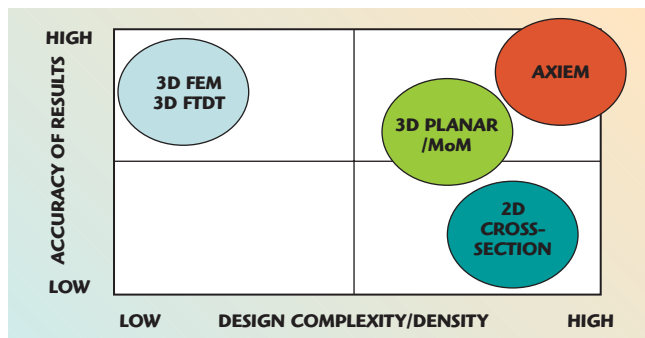 HIGH
ACCURACY OF RESULTS
LOW
3D FEM
3D FTDT
AXIEM
3D PLANAR
/MoM
2D
CROSS-
SECTION
LOW
DESIGN COMPLEXITY/DENSITY
HIGH